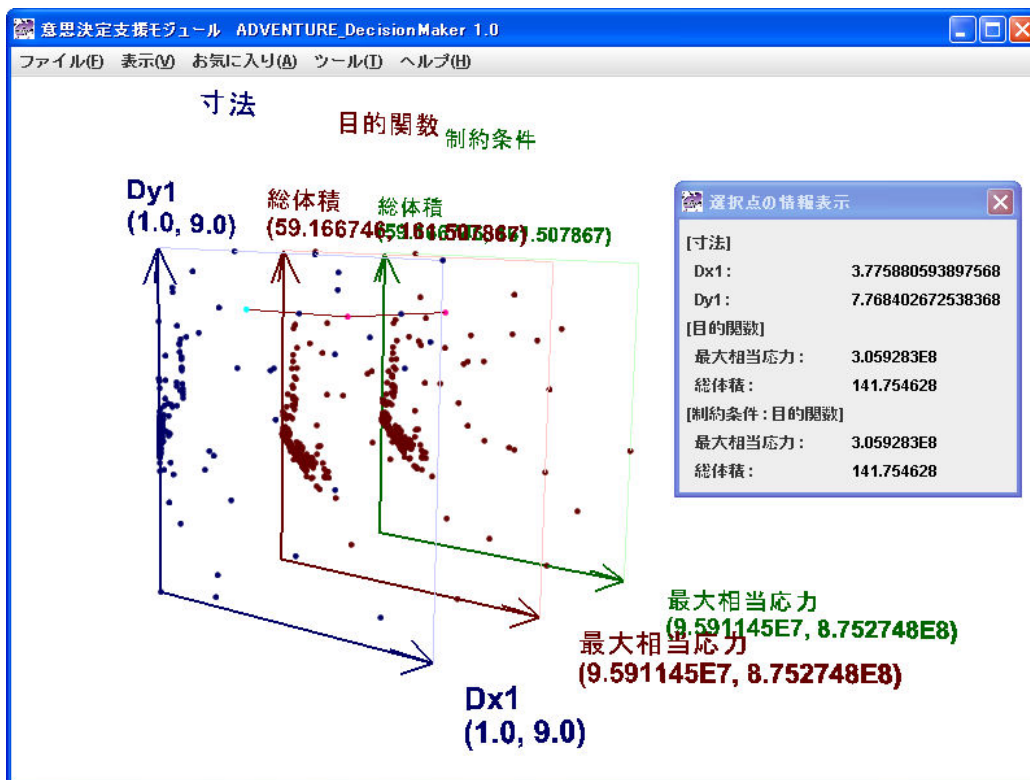 意思決定支援モジュール ADVENTURE_DecisionMaker 1.0
ファイル(F) 表示(V) お気に入り(A) ツール(T) ヘルプ(H)
寸法
目的関数
制約条件
Dy1
(1.0, 9.0)
総体積
(59.166746, 161.507867)
総体積
選択点の情報表示
[寸法]
Dx1: 3.775880593897568
Dy1: 7.768402672538368
[目的関数]
最大相当応力: 3.059283E8
総体積: 141.754628
[制約条件:目的関数]
最大相当応力: 3.059283E8
総体積: 141.754628
最大相当応力
(9.591145E7, 8.752748E8)
最大相当応力
(9.591145E7, 8.752748E8)
Dx1
(1.0, 9.0)